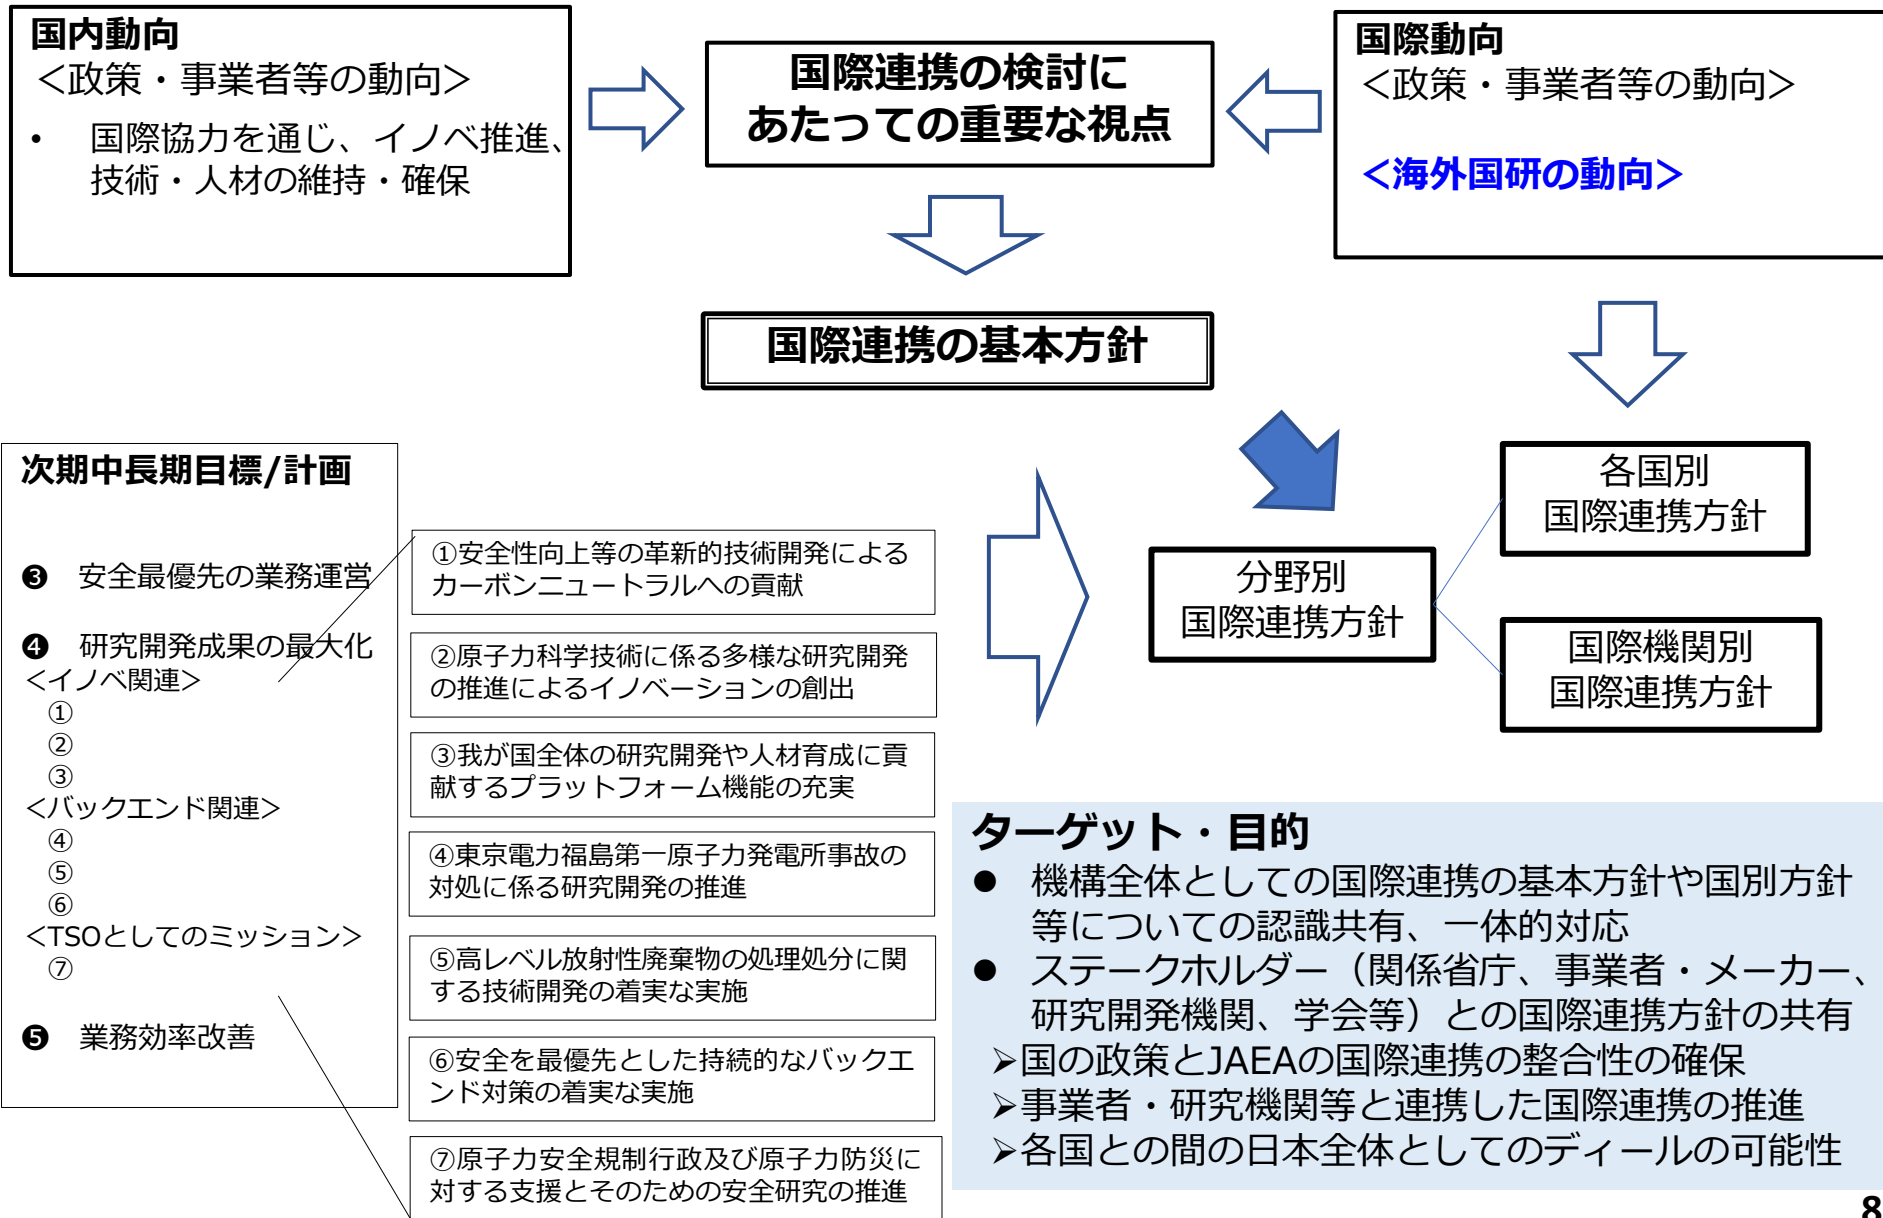 国内動向
＜政策・事業者等の動向＞
• 国際協力を通じ、イノベ推進、
技術・人材の維持・確保
国際連携の検討に
あたっての重要な視点
国際動向
＜政策・事業者等の動向＞
＜海外国研の動向＞
国際連携の基本方針
次期中長期目標/計画
❸ 安全最優先の業務運営
❹ 研究開発成果の最大化
＜イノベ関連＞
①
②
③
＜バックエンド関連＞
④
⑤
⑥
＜TSOとしてのミッション＞
⑦
❺ 業務効率改善
①安全性向上等の革新的技術開発による
カーボンニュートラルへの貢献
②原子力科学技術に係る多様な研究開発
の推進によるイノベーションの創出
③我が国全体の研究開発や人材育成に貢
献するプラットフォーム機能の充実
④東京電力福島第一原子力発電所事故の
対処に係る研究開発の推進
⑤高レベル放射性廃棄物の処理処分に関
する技術開発の着実な実施
⑥安全を最優先とした持続的なバックエ
ンド対策の着実な実施
⑦原子力安全規制行政及び原子力防災に
対する支援とそのための安全研究の推進
分野別
国際連携方針
各国別
国際連携方針
国際機関別
国際連携方針
ターゲット・目的
● 機構全体としての国際連携の基本方針や国別方針
等についての認識共有、一体的対応
● ステークホルダー（関係省庁、事業者・メーカー、
研究開発機関、学会等）との国際連携方針の共有
➢国の政策とJAEAの国際連携の整合性の確保
➢事業者・研究機関等と連携した国際連携の推進
➢各国との間の日本全体としてのディールの可能性
8